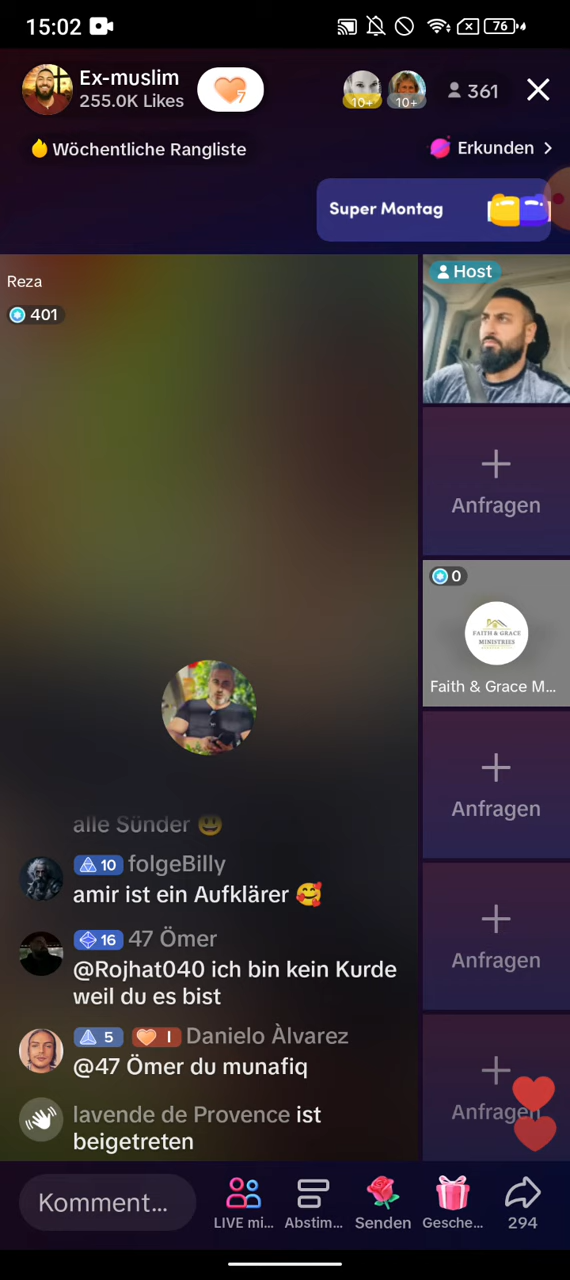 15:02
76
Ex-muslim
255.0K Likes
7
10+
10+
361
Wöchentliche Rangliste
Erkunden
Super Montag
Reza
401
Host
Anfragen
0
FAITH & GRACE
MINISTRIES
Faith & Grace M...
Anfragen
Anfragen
Anfragen
alle Sünder 😃
10 folgeBilly
amir ist ein Aufklärer 🥰
16 47 Ömer
@Rojhat040 ich bin kein Kurde
weil du es bist
5 I Danielo Àlvarez
@47 Ömer du munafiq
lavende de Provence ist
beigetreten
Komment...
LIVE mi...
Abstim...
Senden
Gesche...
294